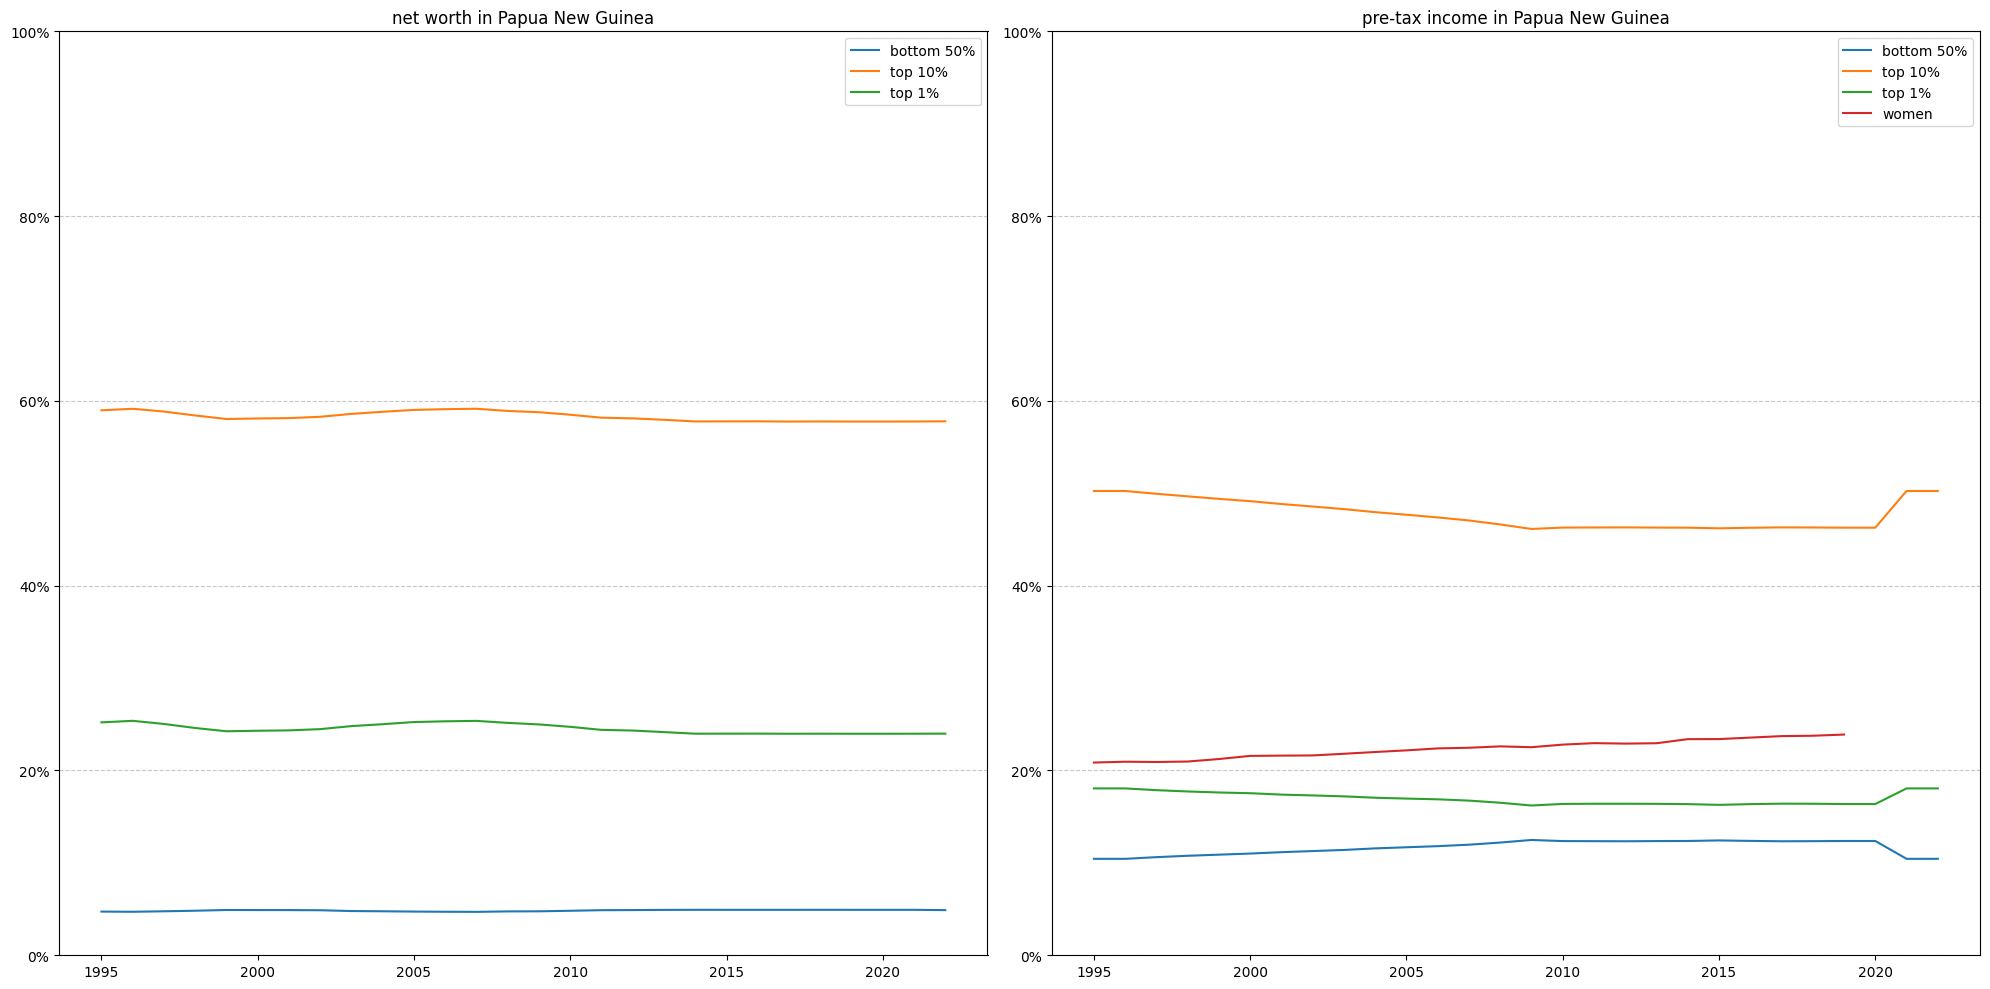 net worth in Papua New Guinea
100%
80%
60%
40%
20%
0%
1995 2000 2005 2010 2015 2020
bottom 50%
top 10%
top 1%
pre-tax income in Papua New Guinea
100%
80%
60%
40%
20%
0%
1995 2000 2005 2010 2015 2020
bottom 50%
top 10%
top 1%
women